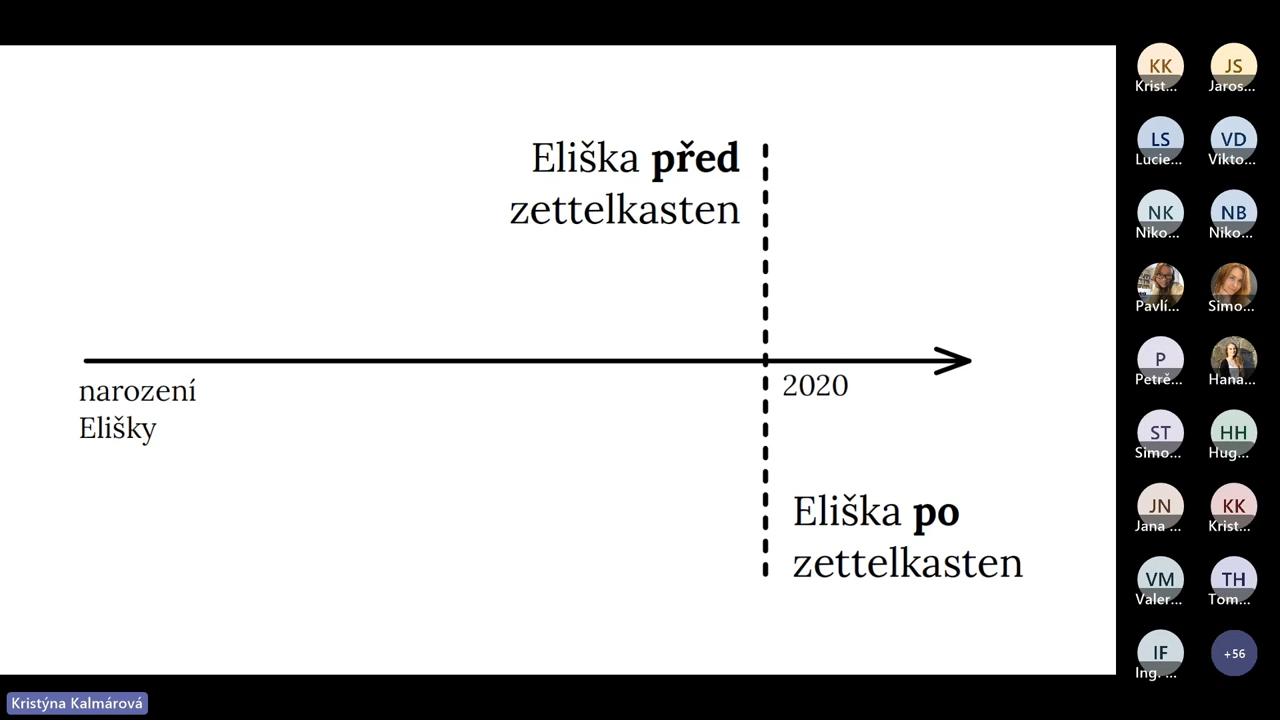 Eliška před
zettelkasten
narození
Elišky
2020
Eliška po
zettelkasten
KK
Krist...
JS
Jaros...
LS
Lucie...
VD
Vikto...
NK
Niko...
NB
Niko...
Pavlí...
Simo...
P
Petrě...
Hana...
ST
Simo...
HH
Hug...
JN
Jana ...
KK
Krist...
VM
Valer...
TH
Tom...
IF
Ing. ...
+56
Kristýna Kalmárová